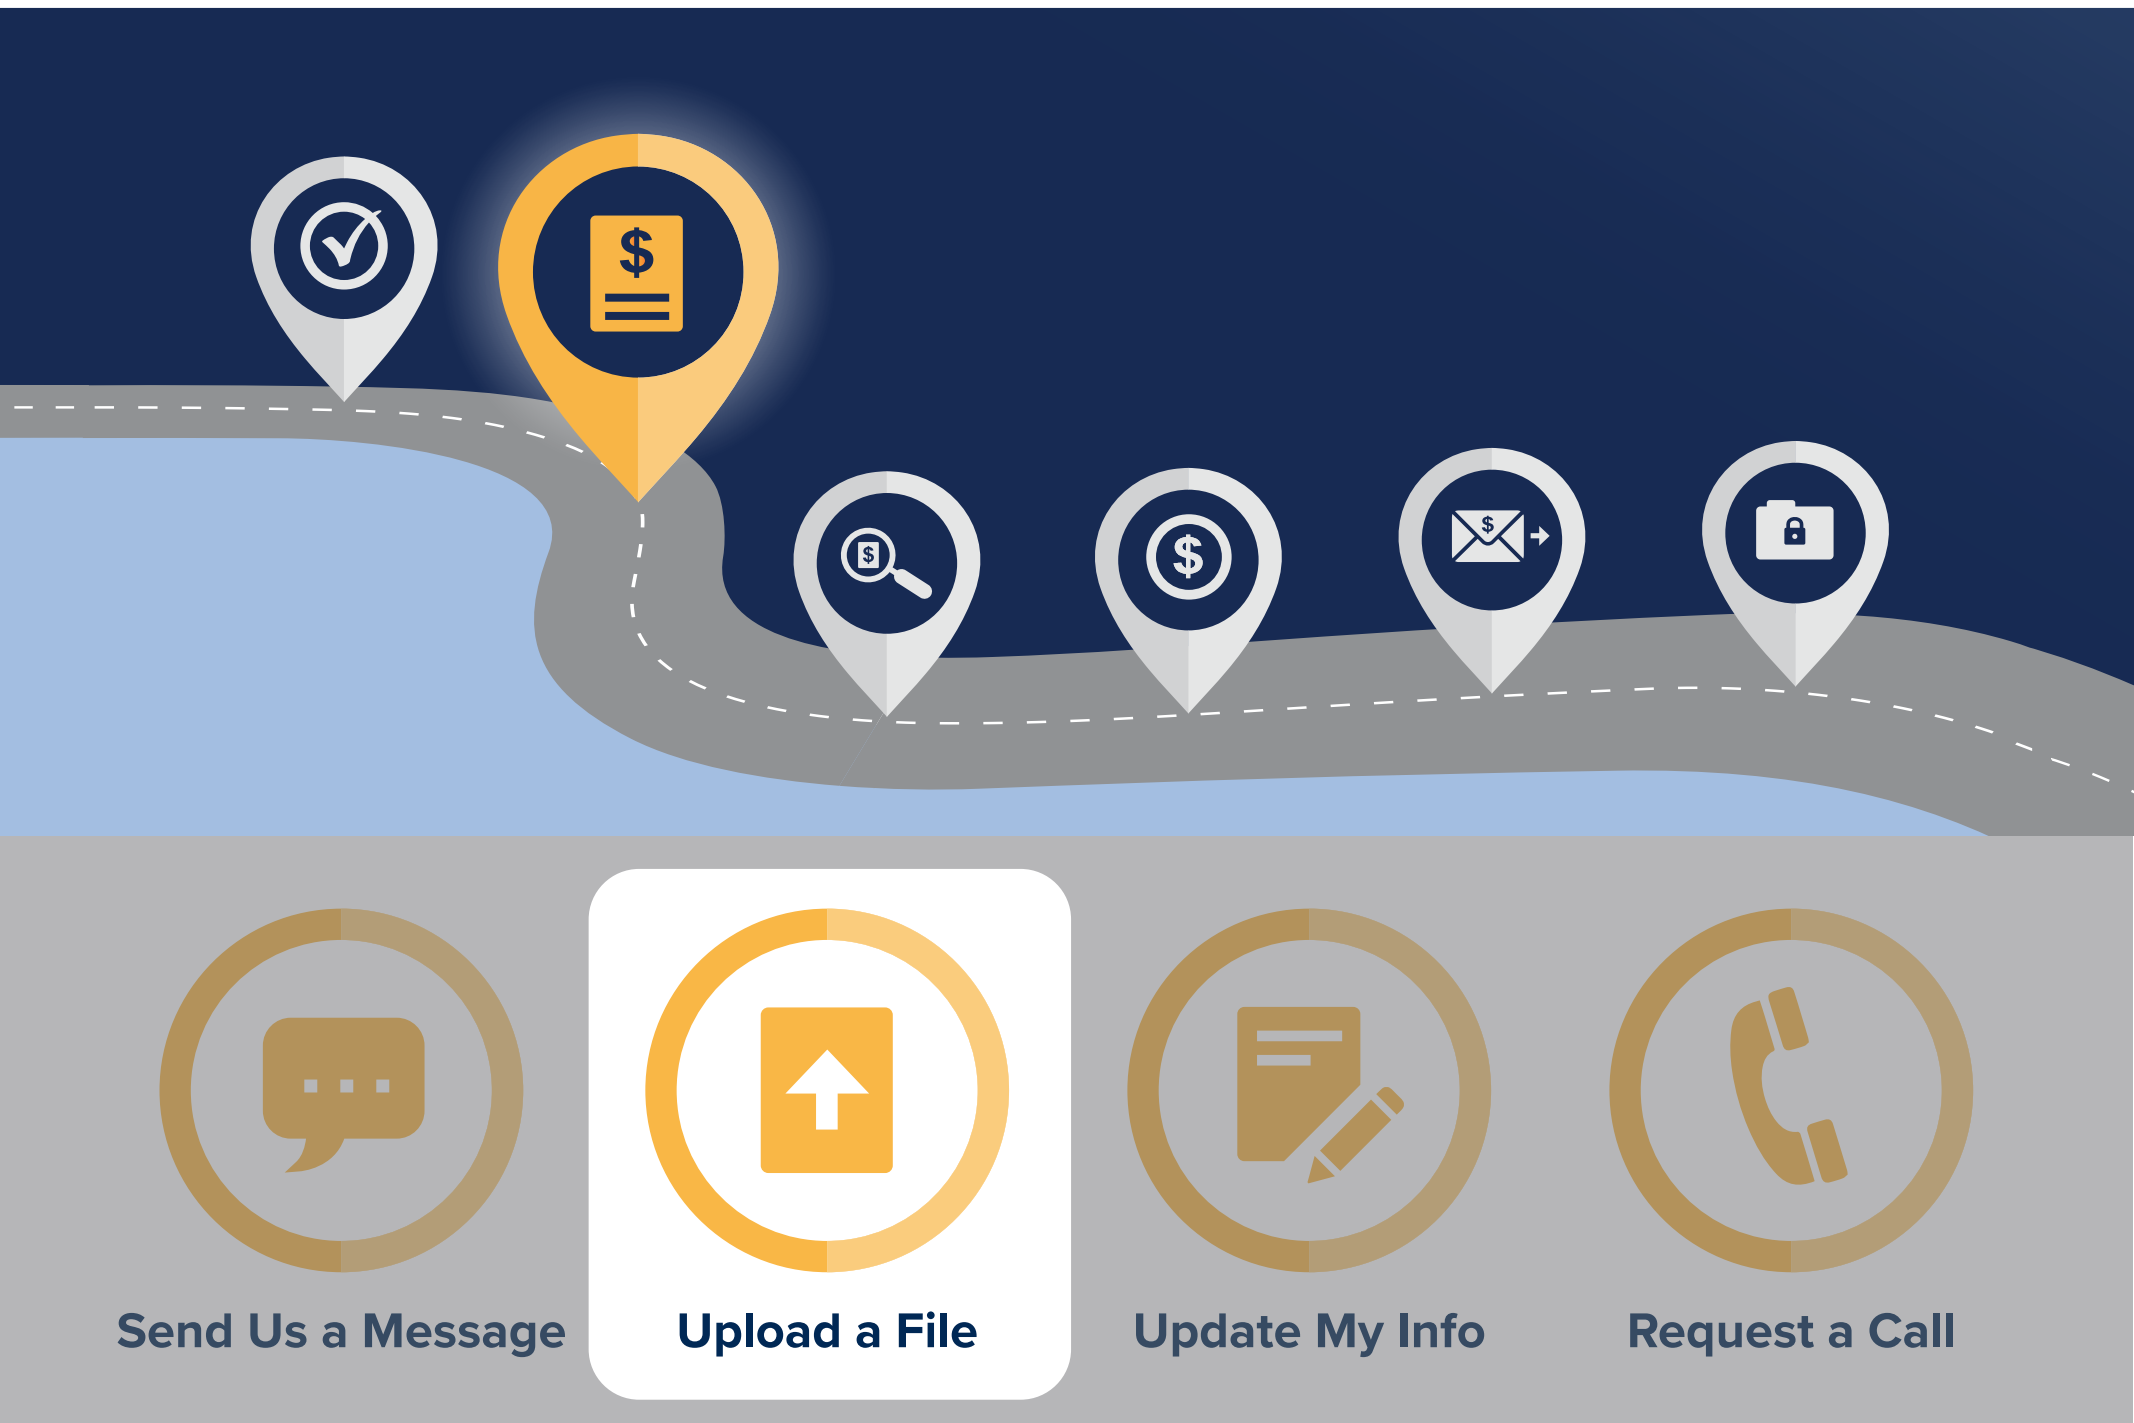 $
$
$
$
Send Us a Message
Upload a File
Update My Info
Request a Call